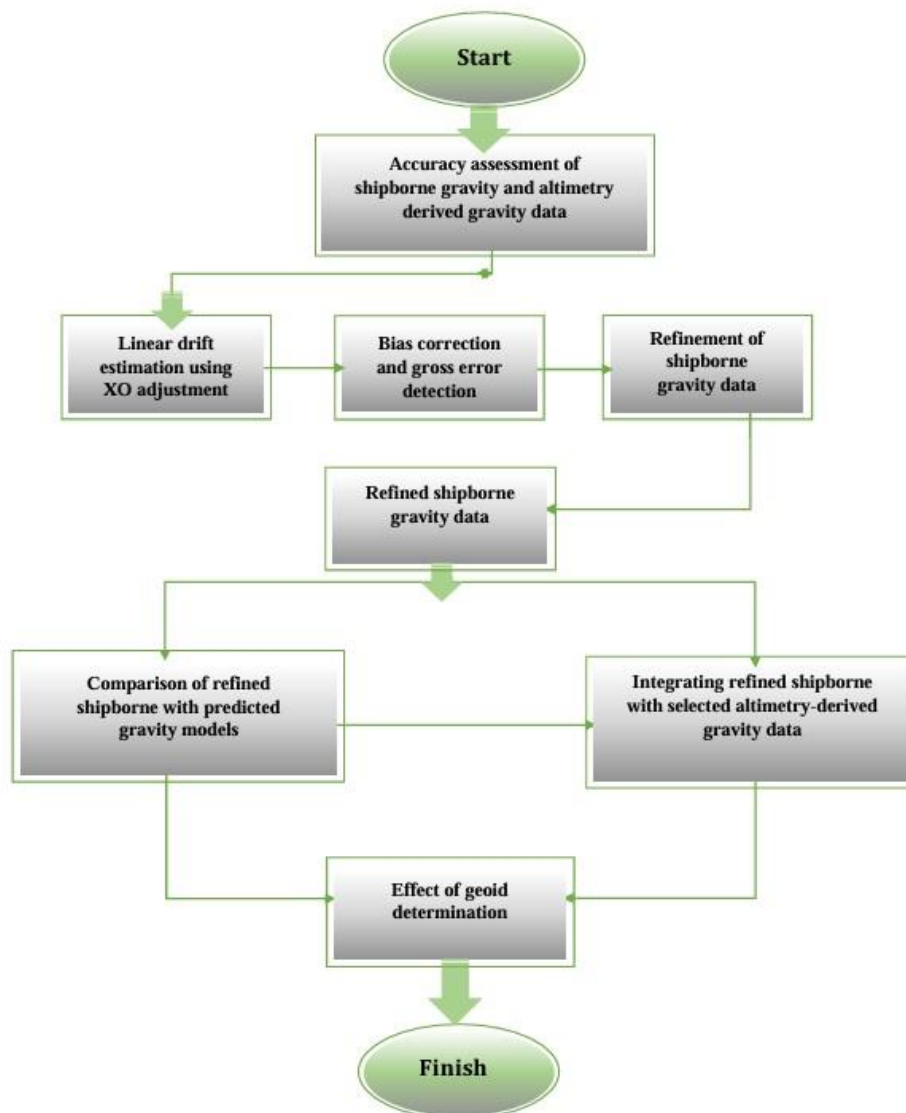 Start
Accuracy assessment of
shipborne gravity and altimetry
derived gravity data
Linear drift
estimation using
XO adjustment
Bias correction
and gross error
detection
Refinement of
shipborne
gravity data
Refined shipborne
gravity data
Comparison of refined
shipborne with predicted
gravity models
Integrating refined shipborne
with selected altimetry-derived
gravity data
Effect of geoid
determination
Finish